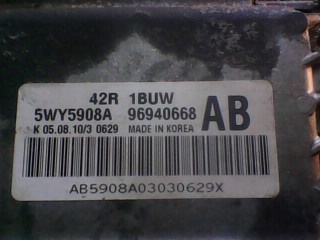 42R 1BUW
5WY5908A 96940668 AB
K 05.08.10/3 0629 MADE IN KOREA
AB5908A03030629X